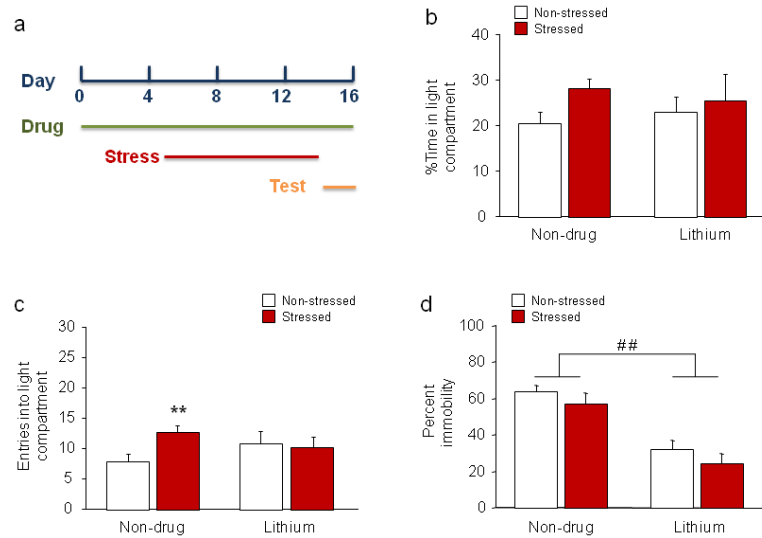 a
Day
0 4 8 12 16
Drug
Stress
Test
b
Non-stressed
Stressed
%Time in light
compartment
40
30
20
10
0
Non-drug Lithium
c
Non-stressed
Stressed
Entries into light
compartment
30
25
20
15
10
5
0
**
Non-drug Lithium
d
Non-stressed
Stressed
Percent
immobility
100
80
60
40
20
0
##
Non-drug Lithium